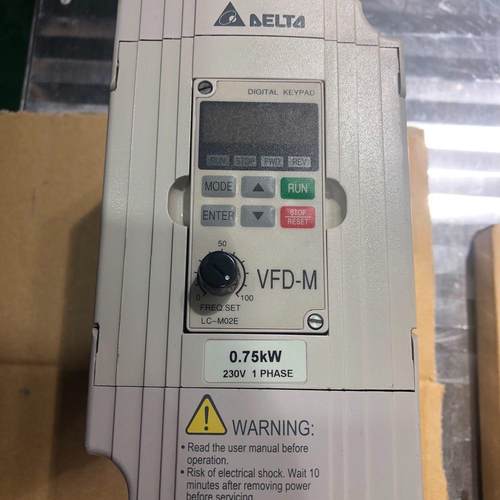 DELTA
DIGITAL KEYPAD
RUN STOP FWD REV
MODE RUN
ENTER STOP RESET
50
0 100
VFD-M
FREQ.SET
LC-M02E
0.75kW
230V 1 PHASE
WARNING:
• Read the user manual before
operation.
• Risk of electrical shock. Wait 10
minutes after removing power
before servicing.